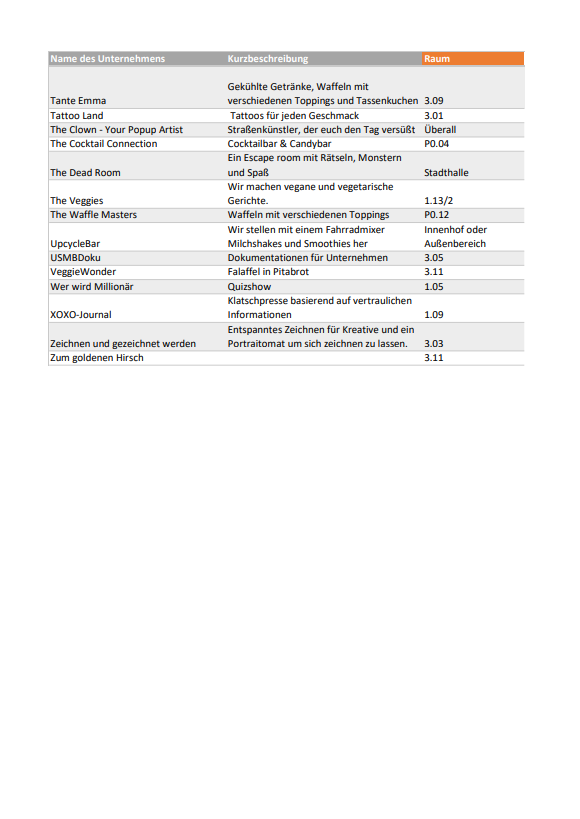 Name des Unternehmens Kurzbeschreibung Raum
Gekühlte Getränke, Waffeln mit
Tante Emma verschiedenen Toppings und Tassenkuchen 3.09
Tattoo Land Tattoos für jeden Geschmack 3.01
The Clown - Your Popup Artist Straßenkünstler, der euch den Tag versüßt Überall
The Cocktail Connection Cocktailbar & Candybar P0.04
Ein Escape room mit Rätseln, Monstern
The Dead Room und Spaß Stadthalle
Wir machen vegane und vegetarische
The Veggies Gerichte. 1.13/2
The Waffle Masters Waffeln mit verschiedenen Toppings P0.12
Wir stellen mit einem Fahrradmixer Innenhof oder
UpcycleBar Milchshakes und Smoothies her Außenbereich
USMBDoku Dokumentationen für Unternehmen 3.05
VeggieWonder Falaffel in Pitabrot 3.11
Wer wird Millionär Quizshow 1.05
Klatschpresse basierend auf vertraulichen
XOXO-Journal Informationen 1.09
Entspanntes Zeichnen für Kreative und ein
Zeichnen und gezeichnet werden Portraitomat um sich zeichnen zu lassen. 3.03
Zum goldenen Hirsch 3.11